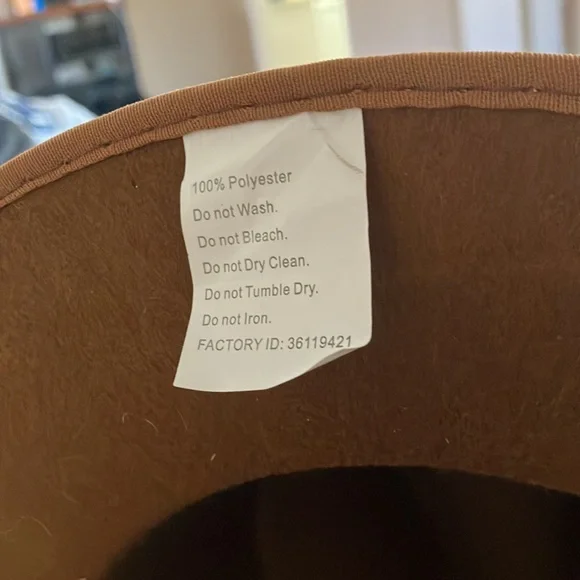 100% Polyester
Do not Wash.
Do not Bleach.
Do not Dry Clean.
Do not Tumble Dry.
Do not Iron.
FACTORY ID: 36119421